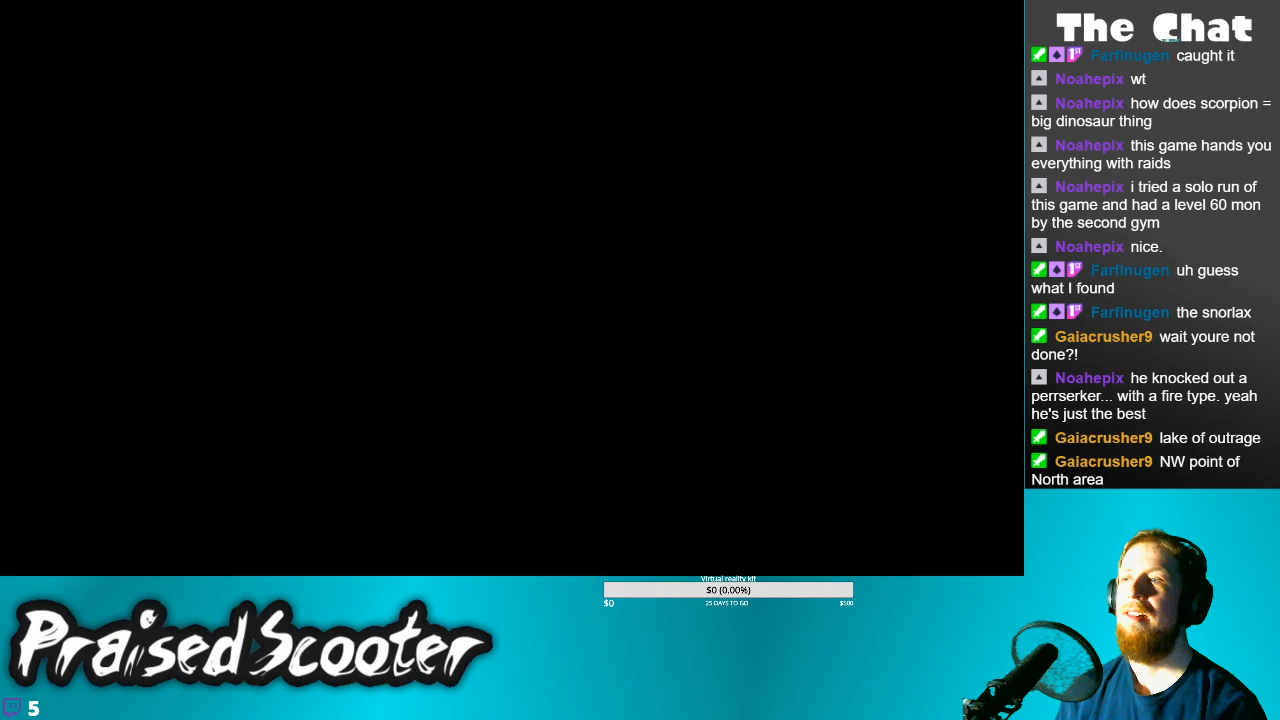 The Chat
Farfinugen caught it
Noahepix wt
Noahepix how does scorpion =
big dinosaur thing
Noahepix this game hands you
everything with raids
Noahepix i tried a solo run of
this game and had a level 60 mon
by the second gym
Noahepix nice.
Farfinugen uh guess
what I found
Farfinugen the snorlax
Gaiacrusher9 wait youre not
done?!
Noahepix he knocked out a
perrserker... with a fire type. yeah
he's just the best
Gaiacrusher9 lake of outrage
Gaiacrusher9 NW point of
North area
Virtual reality kit
$0 (0.00%)
$0 25 DAYS TO GO $500
PraisedScooter
5